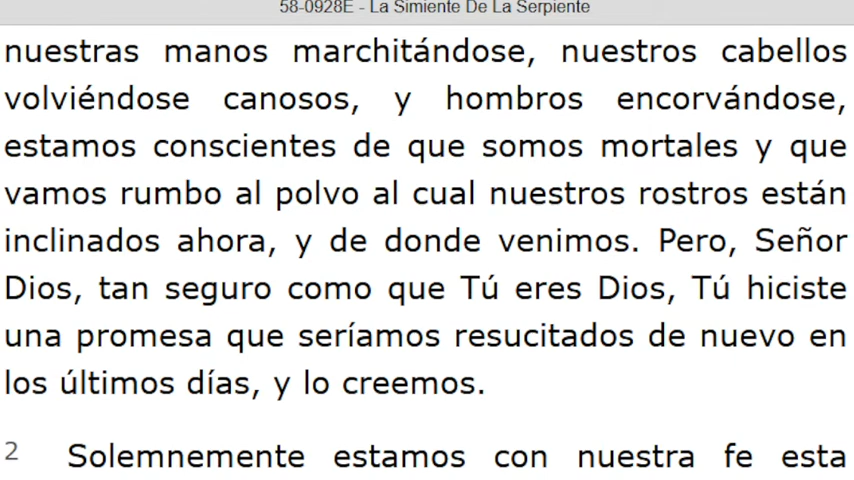 58-0928E - La Simiente De La Serpiente
nuestras manos marchitándose, nuestros cabellos
volviéndose canosos, y hombros encorvándose,
estamos conscientes de que somos mortales y que
vamos rumbo al polvo al cual nuestros rostros están
inclinados ahora, y de donde venimos. Pero, Señor
Dios, tan seguro como que Tú eres Dios, Tú hiciste
una promesa que seríamos resucitados de nuevo en
los últimos días, y lo creemos.
2 Solemnemente estamos con nuestra fe esta